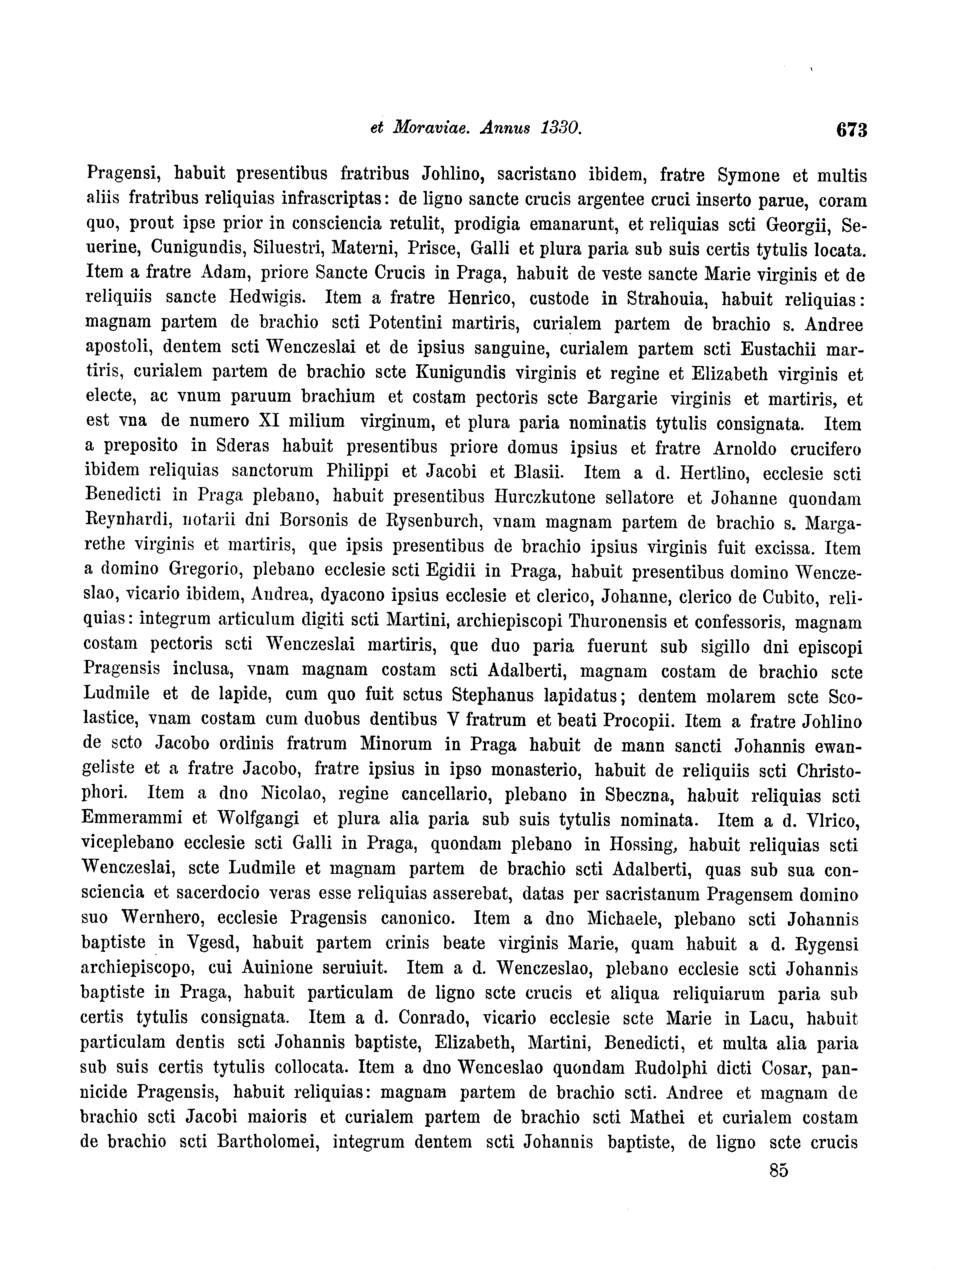 et Moraviae. Annus 1330. 673
Pragensi, habuit presentibus fratribus Johlino, sacristano ibidem, fratre Symone et multis
aliis fratribus reliquias infrascriptas: de ligno sancte crucis argentee cruci inserto parue, coram
quo, prout ipse prior in consciencia retulit, prodigia emanarunt, et reliquias scti Georgii, Se-
uerine, Cunigundis, Siluestri, Materni, Prisce, Galli et plura paria sub suis certis tytulis locata.
Item a fratre Adam, priore Sancte Crucis in Praga, habuit de veste sancte Marie virginis et de
reliquiis sancte Hedwigis. Item a fratre Henrico, custode in Strahouia, habuit reliquias:
magnam partem de brachio scti Potentini martiris, curialem partem de brachio s. Andree
apostoli, dentem scti Wenczeslai et de ipsius sanguine, curialem partem scti Eustachii mar-
tiris, curialem partem de brachio scte Kunigundis virginis et regine et Elizabeth virginis et
electe, ac vnum paruum brachium et costam pectoris scte Bargarie virginis et martiris, et
est vna de numero XI milium virginum, et plura paria nominatis tytulis consignata. Item
a preposito in Sderas habuit presentibus priore domus ipsius et fratre Arnoldo crucifero
ibidem reliquias sanctorum Philippi et Jacobi et Blasii. Item a d. Hertlino, ecclesie scti
Benedicti in Praga plebano, habuit presentibus Hurczkutone sellatore et Johanne quondam
Reynhardi, notarii dni Borsonis de Rysenburch, vnam magnam partem de brachio s. Marga-
rethe virginis et martiris, que ipsis presentibus de brachio ipsius virginis fuit excissa. Item
a domino Gregorio, plebano ecclesie scti Egidii in Praga, habuit presentibus domino Wencze-
slao, vicario ibidem, Andrea, dyacono ipsius ecclesie et clerico, Johanne, clerico de Cubito, reli-
quias: integrum articulum digiti scti Martini, archiepiscopi Thuronensis et confessoris, magnam
costam pectoris scti Wenczeslai martiris, que duo paria fuerunt sub sigillo dni episcopi
Pragensis inclusa, vnam magnam costam scti Adalberti, magnam costam de brachio scte
Ludmile et de lapide, cum quo fuit sctus Stephanus lapidatus; dentem molarem scte Sco-
lastice, vnam costam cum duobus dentibus V fratrum et beati Procopii. Item a fratre Johlino
de scto Jacobo ordinis fratrum Minorum in Praga habuit de mann sancti Johannis ewan-
geliste et a fratre Jacobo, fratre ipsius in ipso monasterio, habuit de reliquiis scti Christo-
phori. Item a dno Nicolao, regine cancellario, plebano in Sbeczna, habuit reliquias scti
Emmerammi et Wolfgangi et plura alia paria sub suis tytulis nominata. Item a d. Vlrico,
viceplebano ecclesie scti Galli in Praga, quondam plebano in Hossing, habuit reliquias scti
Wenczeslai, scte Ludmile et magnam partem de brachio scti Adalberti, quas sub sua con-
sciencia et sacerdocio veras esse reliquias asserebat, datas per sacristanum Pragensem domino
suo Wernhero, ecclesie Pragensis canonico. Item a dno Michaele, plebano scti Johannis
baptiste in Vgesd, habuit partem crinis beate virginis Marie, quam habuit a d. Rygensi
archiepiscopo, cui Auinione seruiuit. Item a d. Wenczeslao, plebano ecclesie scti Johannis
baptiste in Praga, habuit particulam de ligno scte crucis et aliqua reliquiarum paria sub
certis tytulis consignata. Item a d. Conrado, vicario ecclesie scte Marie in Lacu, habuit
particulam dentis scti Johannis baptiste, Elizabeth, Martini, Benedicti, et multa alia paria
sub suis certis tytulis collocata. Item a dno Wenceslao quondam Rudolphi dicti Cosar, pan-
nicide Pragensis, habuit reliquias: magnam partem de brachio scti. Andree et magnam de
brachio scti Jacobi maioris et curialem partem de brachio scti Mathei et curialem costam
de brachio scti Bartholomei, integrum dentem scti Johannis baptiste, de ligno scte crucis
85